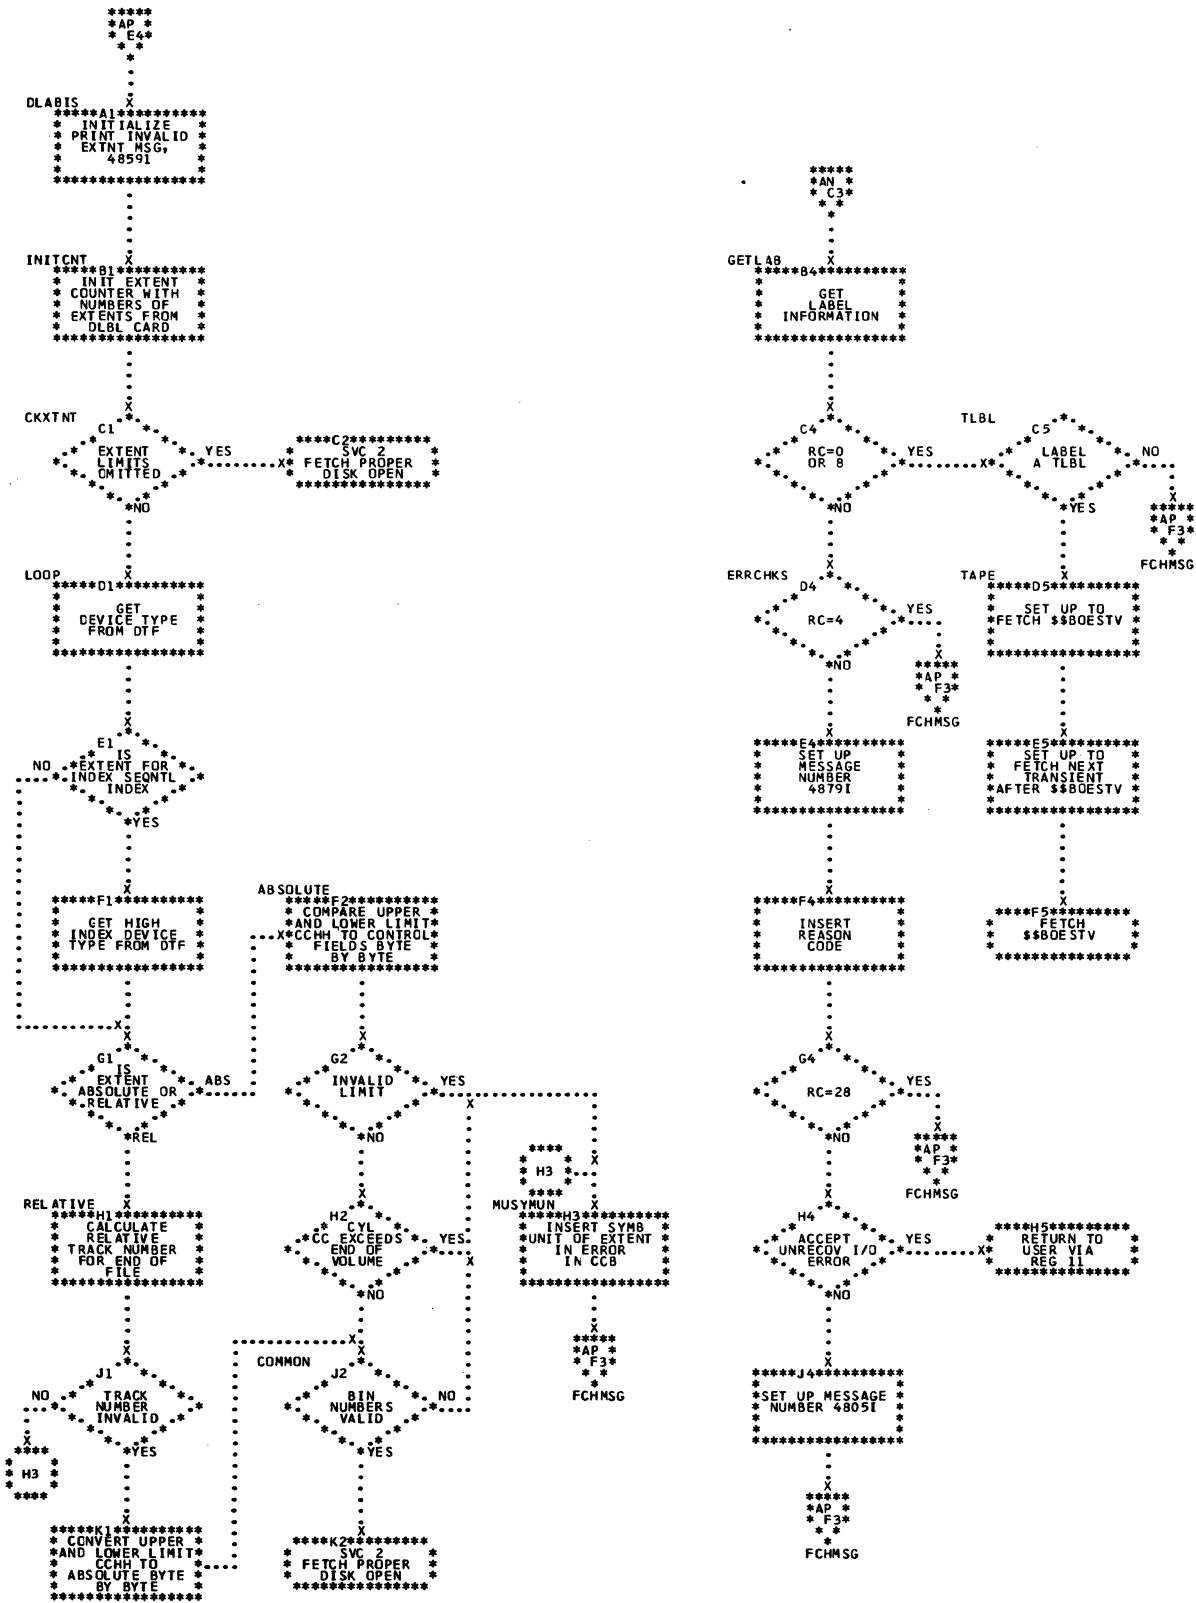 AP
E4
DLABIS
A1
INITIALIZE
PRINT INVALID
EXTNT MSG,
4859I
INITCNT
B1
INIT EXTENT
COUNTER WITH
NUMBERS OF
EXTENTS FROM
DLBL CARD
CKXTNT
C1
EXTENT
LIMITS
OMITTED
YES
NO
C2
SVC 2
FETCH PROPER
DISK OPEN
LOOP
D1
GET
DEVICE TYPE
FROM DTF
E1
IS
EXTENT FOR
INDEX SEQNTL
INDEX
NO
YES
F1
GET HIGH
INDEX DEVICE
TYPE FROM DTF
G1
IS
EXTENT
ABSOLUTE OR
RELATIVE
ABS
REL
RELATIVE
H1
CALCULATE
RELATIVE
TRACK NUMBER
FOR END OF
FILE
J1
TRACK
NUMBER
INVALID
NO
YES
H3
K1
CONVERT UPPER
AND LOWER LIMIT
CCHH TO
ABSOLUTE BYTE
BY BYTE
ABSOLUTE
F2
COMPARE UPPER
AND LOWER LIMIT
CCHH TO CONTROL
FIELDS BYTE
BY BYTE
G2
INVALID
LIMIT
YES
NO
H2
CYL
CC EXCEEDS
END OF
VOLUME
YES
NO
COMMON
J2
BIN
NUMBERS
VALID
NO
YES
K2
SVC 2
FETCH PROPER
DISK OPEN
H3
MUSYMUN
H3
INSERT SYMB
UNIT OF EXTENT
IN ERROR
IN CCB
AP
F3
FCHMSG
AN
C3
GETLAB
B4
GET
LABEL
INFORMATION
C4
RC=0
OR 8
YES
NO
TLBL
C5
LABEL
A TLBL
NO
YES
AP
F3
FCHMSG
ERRCHKS
D4
RC=4
YES
NO
AP
F3
FCHMSG
TAPE
D5
SET UP TO
FETCH $$BOESTV
E4
SET UP
MESSAGE
NUMBER
4879I
E5
SET UP TO
FETCH NEXT
TRANSIENT
AFTER $$BOESTV
F4
INSERT
REASON
CODE
F5
FETCH
$$BOESTV
G4
RC=28
YES
NO
AP
F3
FCHMSG
H4
ACCEPT
UNRECOV I/O
ERROR
YES
NO
H5
RETURN TO
USER VIA
REG 11
J4
SET UP MESSAGE
NUMBER 4805I
AP
F3
FCHMSG